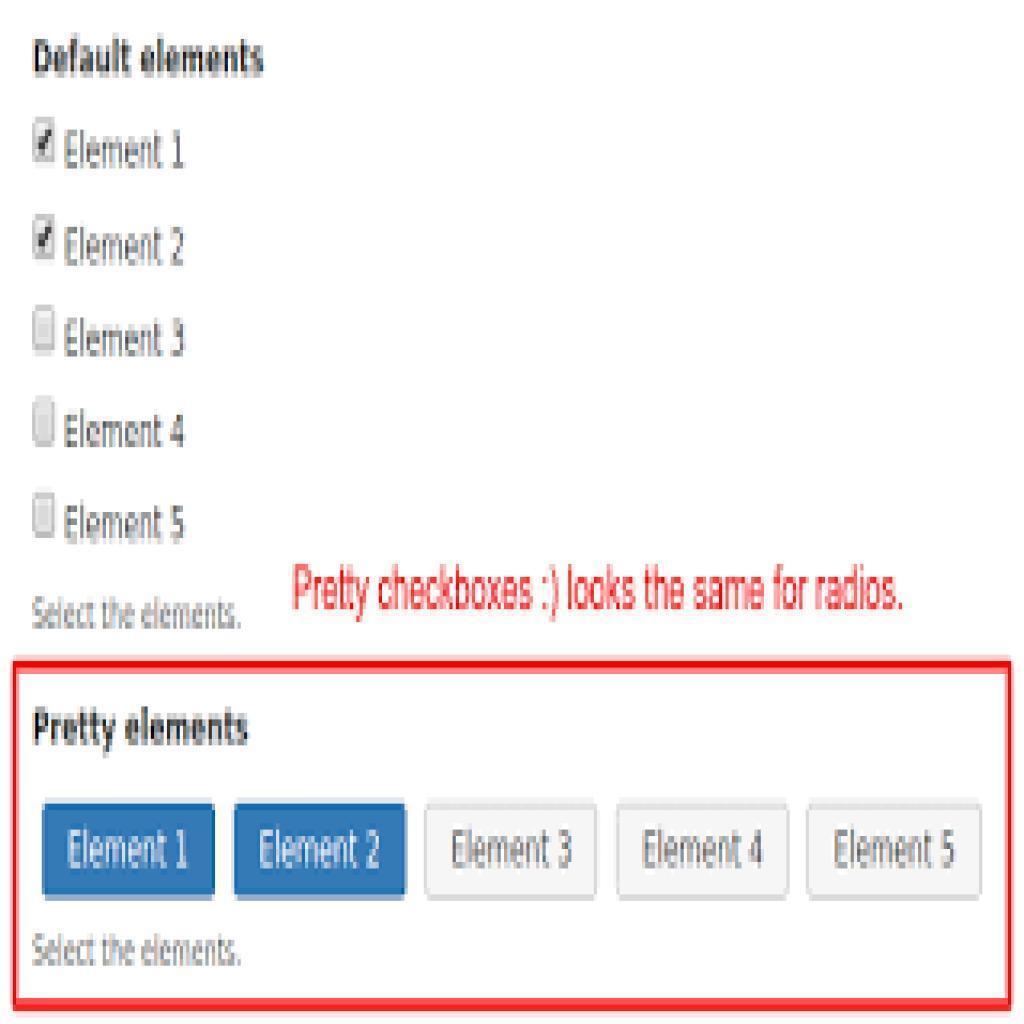 Default elements
Element 1
Element 2
Element 3
Element 4
Element 5
Select the elements.
Pretty checkboxes :) looks the same for radios.
Pretty elements
Element 1 Element 2 Element 3 Element 4 Element 5
Select the elements.